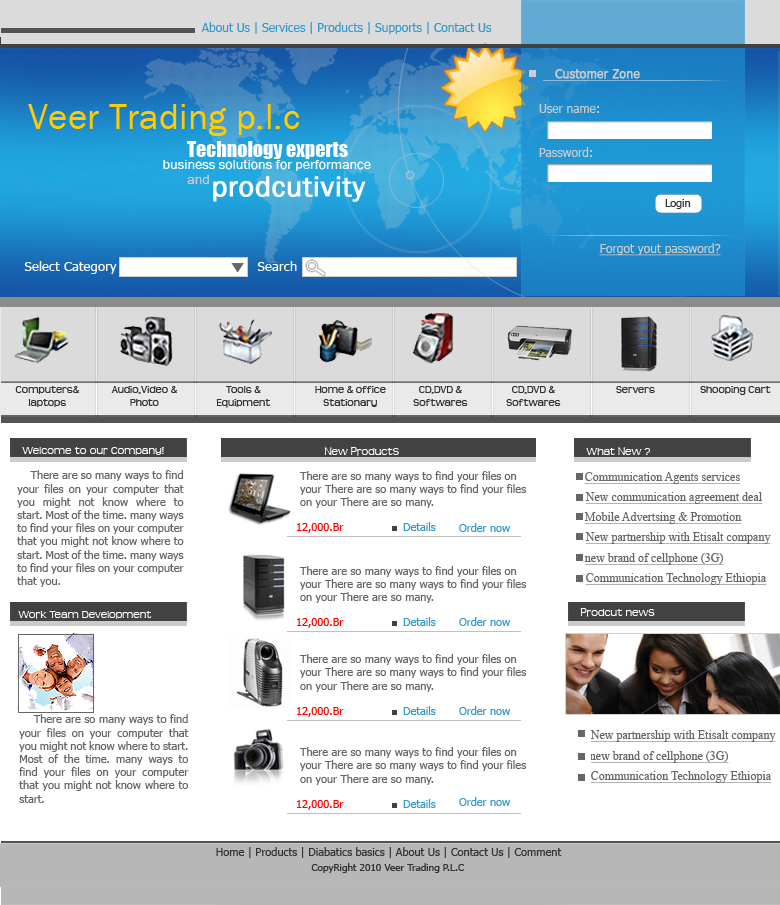 About Us | Services | Products | Supports | Contact Us
Customer Zone
User name:
Password:
Login
Forgot yout password?
Veer Trading p.l.c
Technology experts
business solutions for performance
and prodcutivity
Select Category
Search
Computers&
laptops
Audio,Video &
Photo
Tools &
Equipment
Home & office
Stationary
CD,DVD &
Softwares
CD,DVD &
Softwares
Servers
Shooping Cart
Welcome to our Company!
There are so many ways to find
your files on your computer that
you might not know where to
start. Most of the time. many ways
to find your files on your computer
that you might not know where to
start. Most of the time. many ways
to find your files on your computer
that you.
Work Team Development
There are so many ways to find
your files on your computer that
you might not know where to start.
Most of the time. many ways to
find your files on your computer
that you might not know where to
start.
New Products
There are so many ways to find your files on
your There are so many ways to find your files
on your There are so many.
12,000.Br Details Order now
There are so many ways to find your files on
your There are so many ways to find your files
on your There are so many.
12,000.Br Details Order now
There are so many ways to find your files on
your There are so many ways to find your files
on your There are so many.
12,000.Br Details Order now
There are so many ways to find your files on
your There are so many ways to find your files
on your There are so many.
12,000.Br Details Order now
What New ?
Communication Agents services
New communication agreement deal
Mobile Advertsing & Promotion
New partnership with Etisalt company
new brand of cellphone (3G)
Communication Technology Ethiopia
Prodcut news
New partnership with Etisalt company
new brand of cellphone (3G)
Communication Technology Ethiopia
Home | Products | Diabatics basics | About Us | Contact Us | Comment
CopyRight 2010 Veer Trading P.L.C